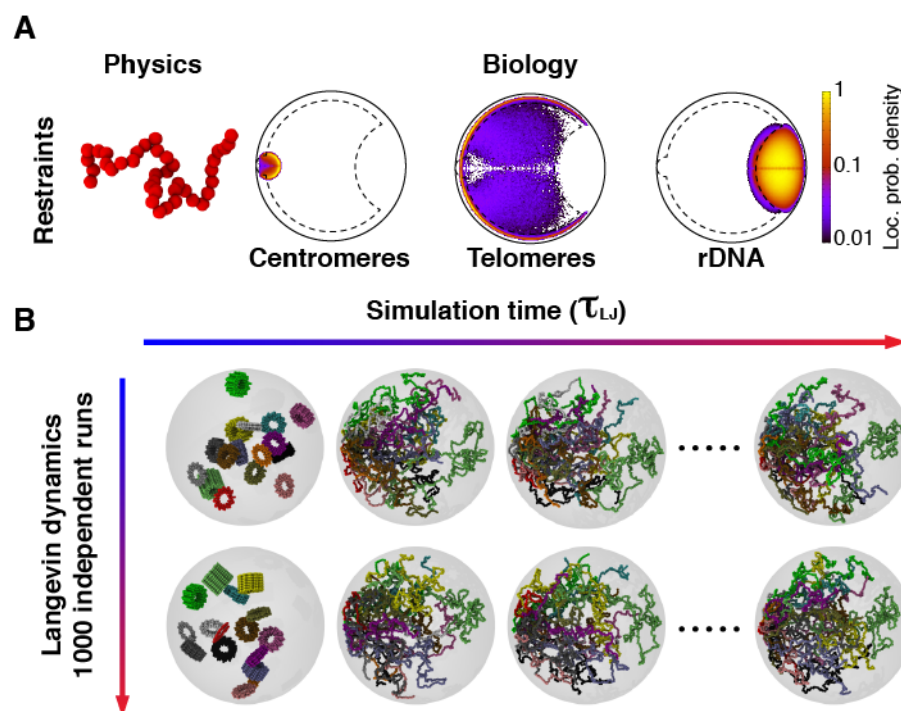 A
Physics
Biology
Restraints
Centromeres
Telomeres
rDNA
1
0.1
0.01
Loc. prob. density
B
Simulation time (τLJ)
Langevin dynamics
1000 independent runs